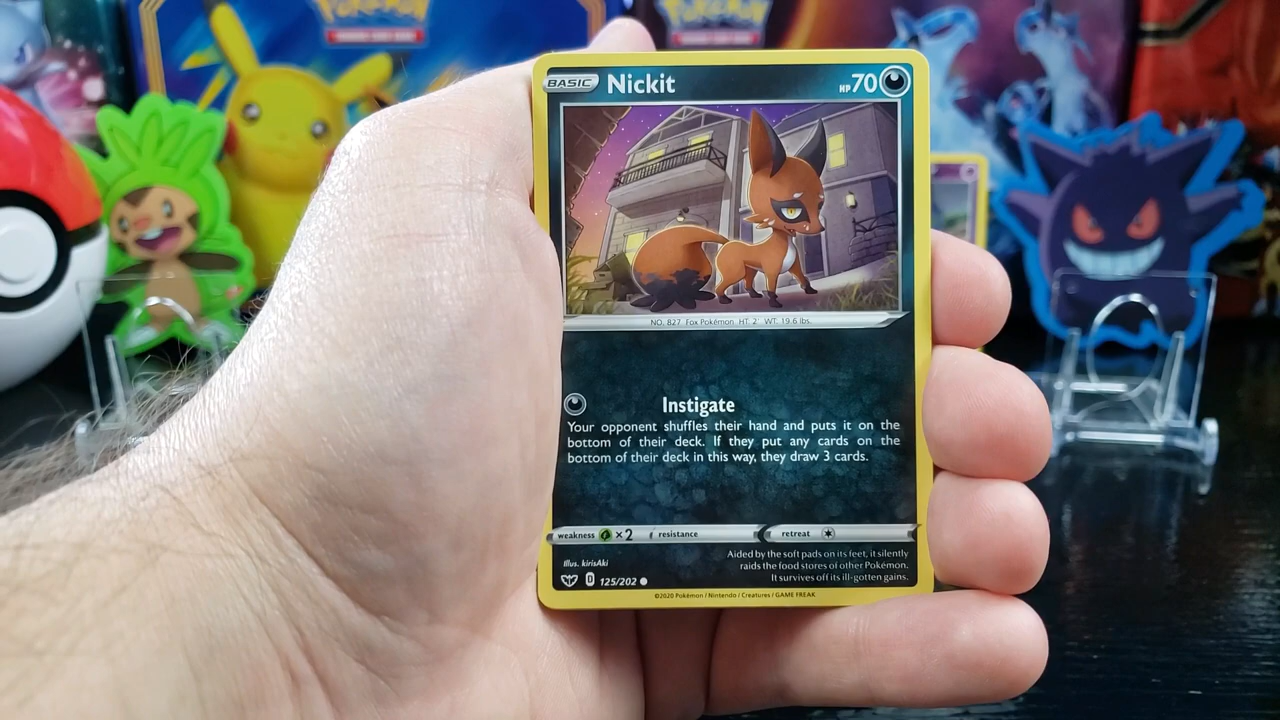 Pokémon
Pokémon
BASIC Nickit HP 70
NO. 827 Fox Pokémon HT: 2' WT: 19.6 lbs.
Instigate
Your opponent shuffles their hand and puts it on the
bottom of their deck. If they put any cards on the
bottom of their deck in this way, they draw 3 cards.
weakness ×2 resistance retreat
Illus. kirisAki
D 125/202
Aided by the soft pads on its feet, it silently
raids the food stores of other Pokémon.
It survives off its ill-gotten gains.
©2020 Pokémon / Nintendo / Creatures / GAME FREAK